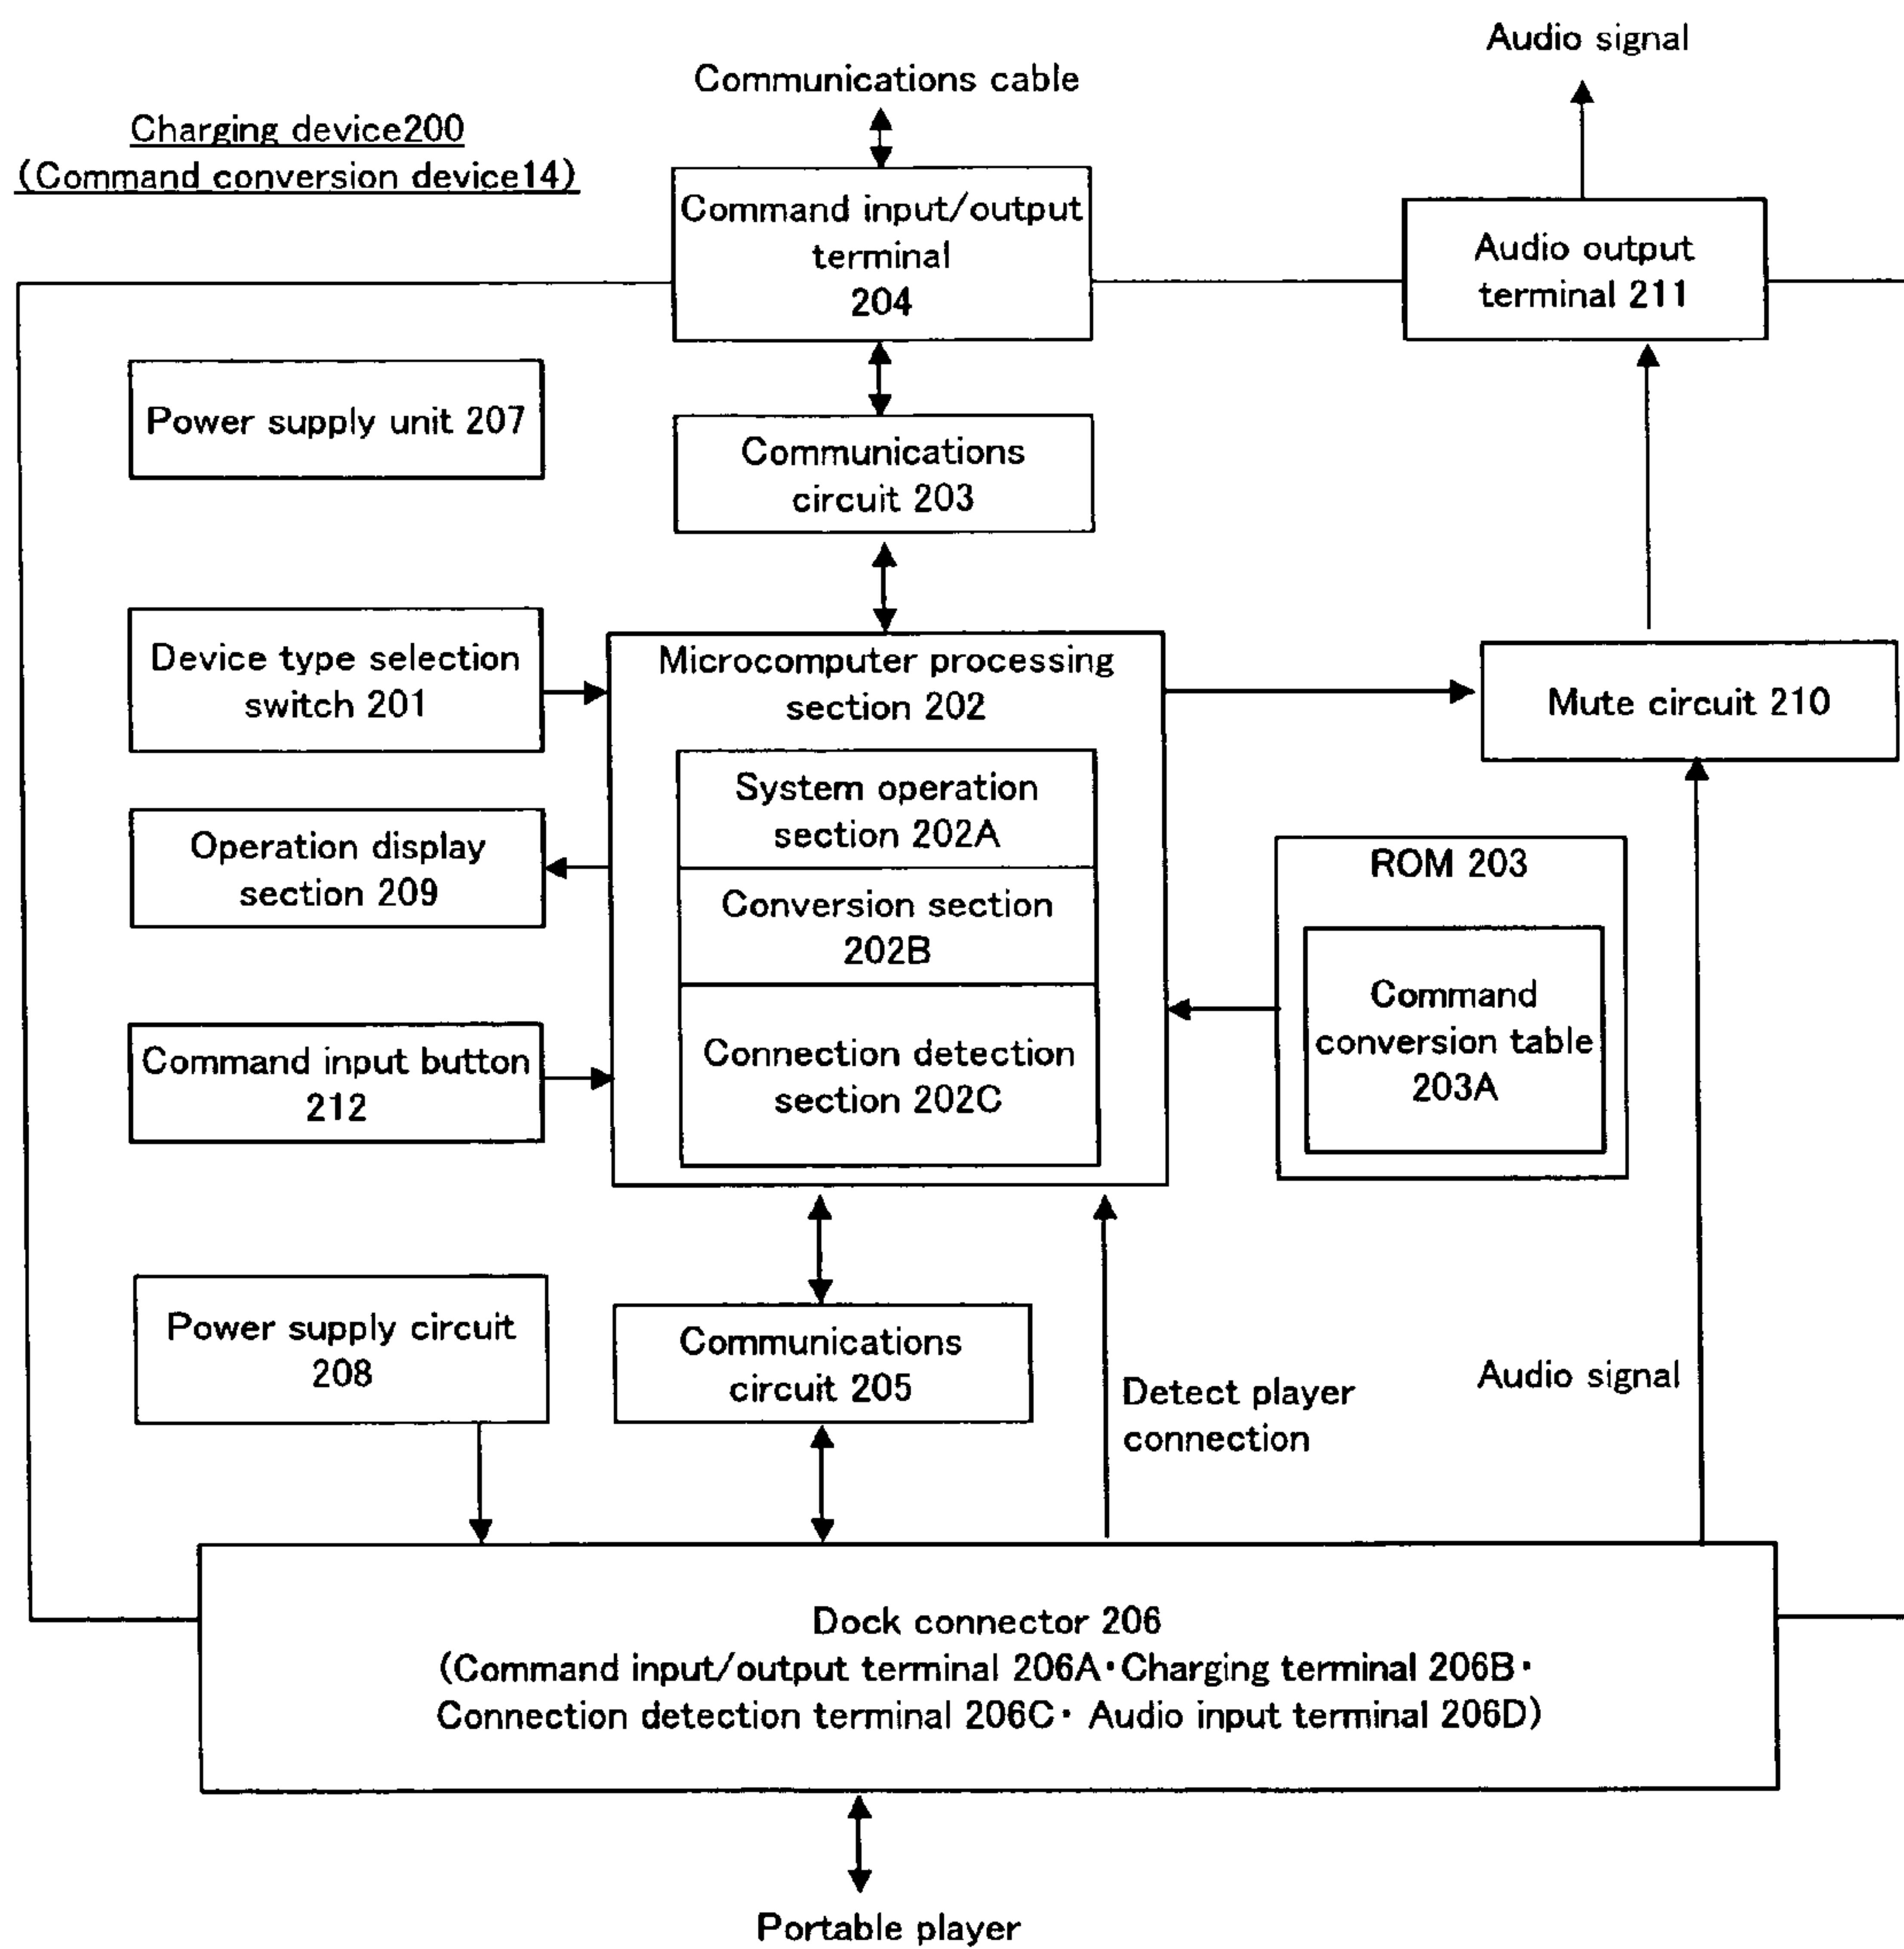 Audio signal
Communications cable
Charging device200
(Command conversion device14)
Command input/output
terminal
204
Audio output
terminal 211
Power supply unit 207
Communications
circuit 203
Device type selection
switch 201
Microcomputer processing
section 202
Mute circuit 210
System operation
section 202A
Operation display
section 209
ROM 203
Conversion section
202B
Command
conversion table
203A
Command input button
212
Connection detection
section 202C
Power supply circuit
208
Communications
circuit 205
Detect player
connection
Audio signal
Dock connector 206
(Command input/output terminal 206A・Charging terminal 206B・
Connection detection terminal 206C・ Audio input terminal 206D)
Portable player